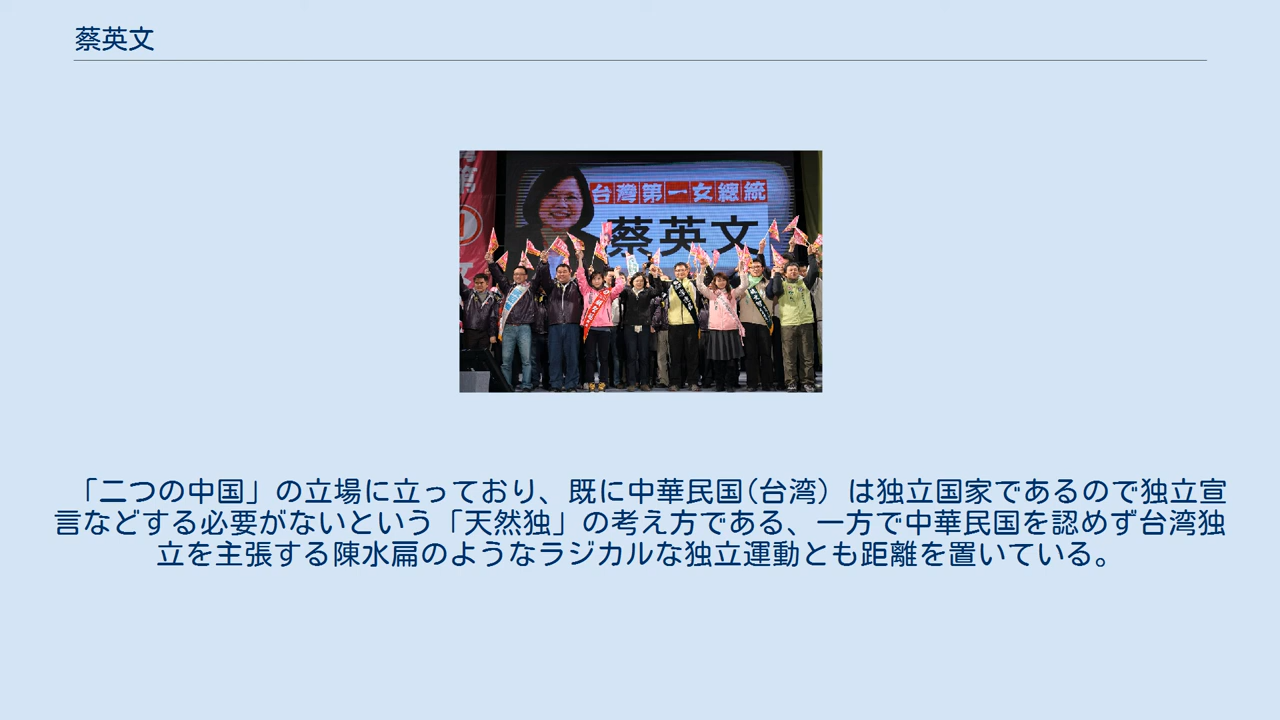 蔡英文
台灣第一女總統
蔡英文
「二つの中国」の立場に立っており、既に中華民国(台湾）は独立国家であるので独立宣
言などする必要がないという「天然独」の考え方である、一方で中華民国を認めず台湾独
立を主張する陳水扁のようなラジカルな独立運動とも距離を置いている。